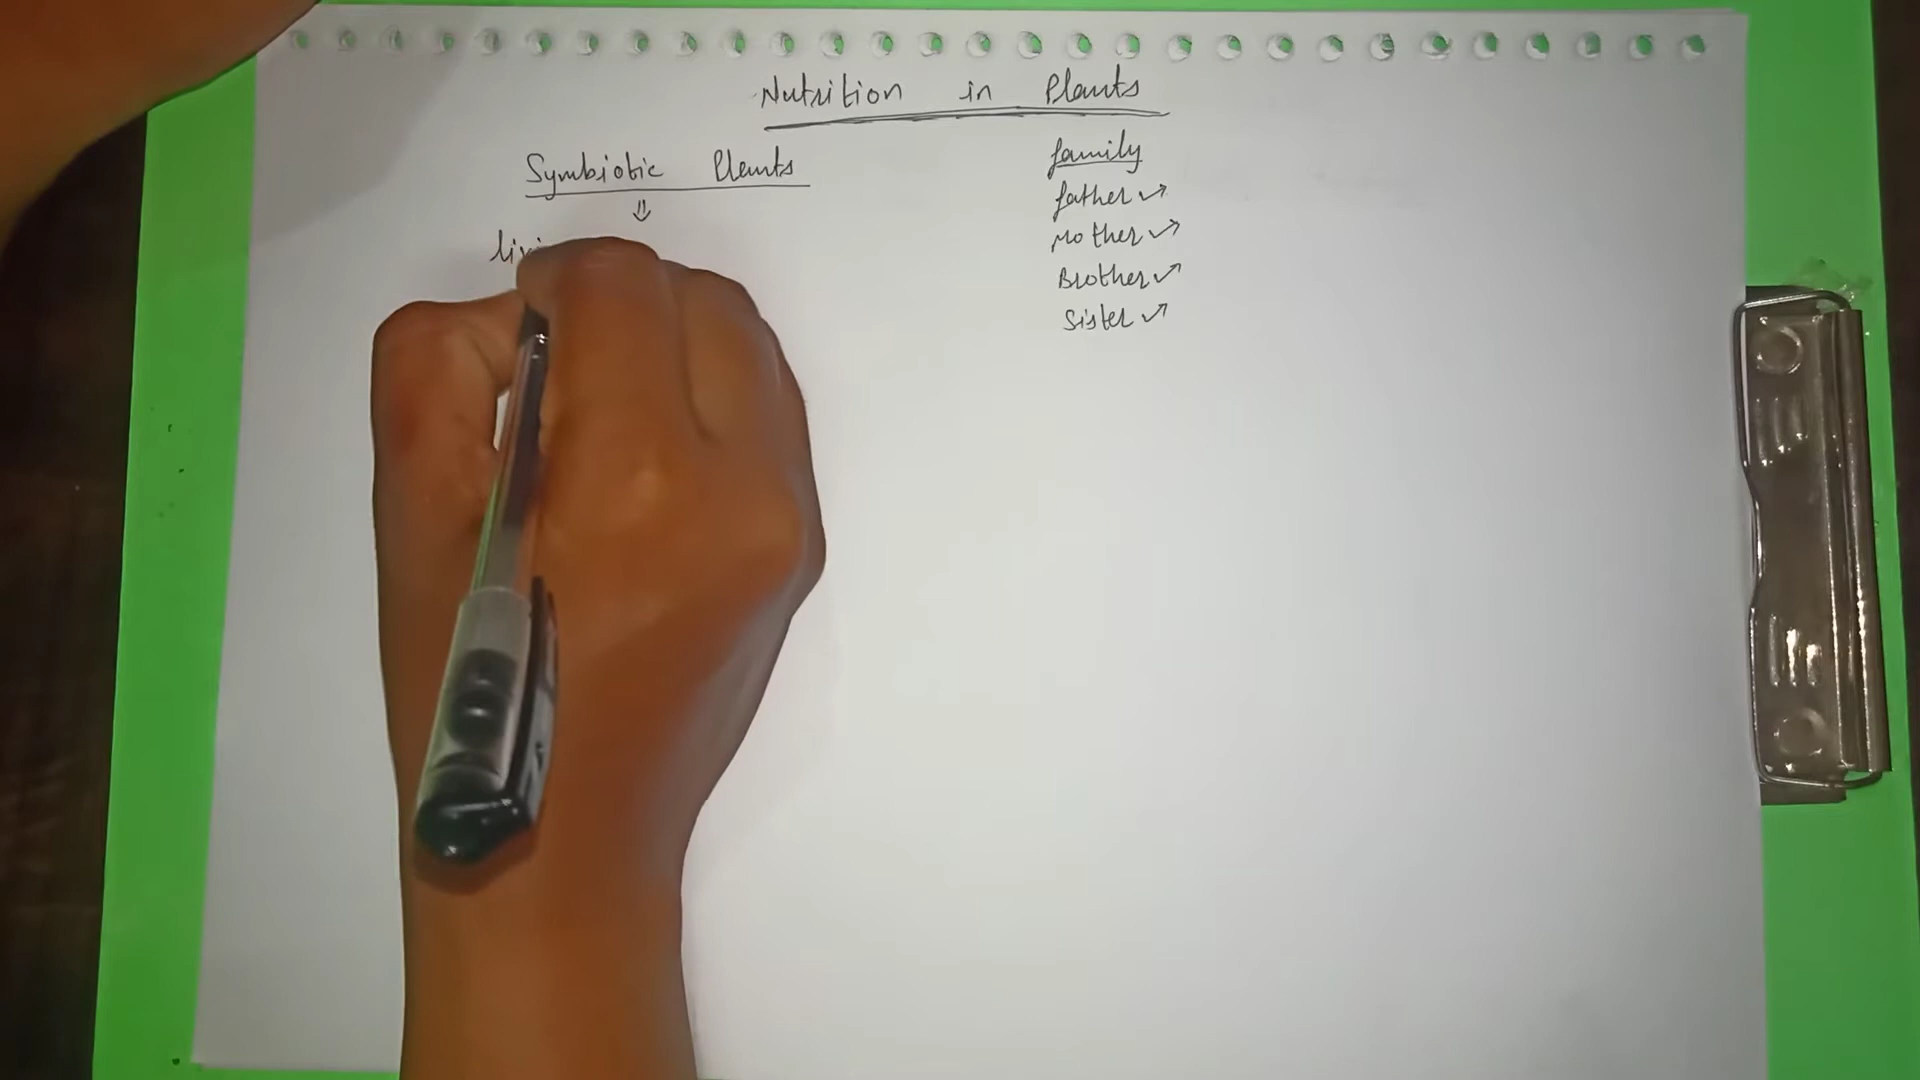 Nutrition in Plants
Symbiotic Plants
⇓
family
father ✓
Mother ✓
Brother ✓
Sister ✓